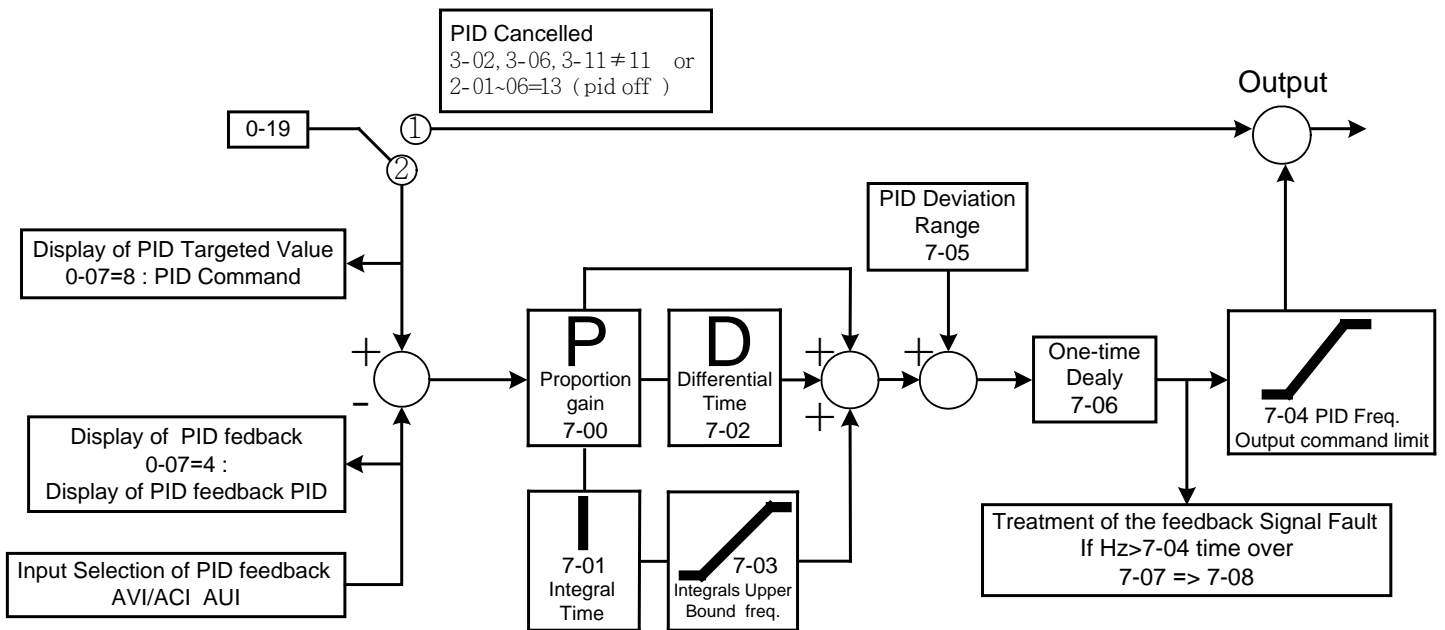 PID Cancelled
3-02, 3-06, 3-11≠11 or
2-01~06=13 ( pid off )
Output
0-19
①
②
PID Deviation
Range
7-05
Display of PID Targeted Value
0-07=8 : PID Command
+
-
P
Proportion
gain
7-00
D
Differential
Time
7-02
+
+
+
One-time
Dealy
7-06
7-04 PID Freq.
Output command limit
Display of PID fedback
0-07=4 :
Display of PID feedback PID
I
7-01
Integral
Time
7-03
Integrals Upper
Bound freq.
Treatment of the feedback Signal Fault
If Hz>7-04 time over
7-07 => 7-08
Input Selection of PID feedback
AVI/ACI AUI